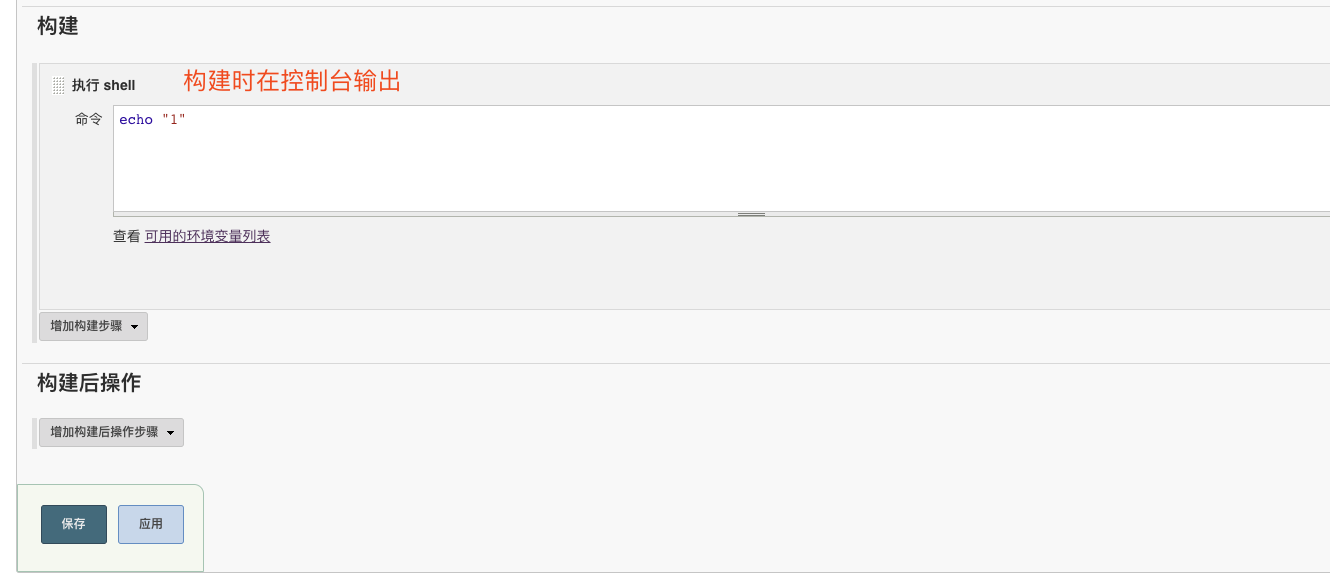 构建
执行 shell 构建时在控制台输出
命令 echo "1"
查看 可用的环境变量列表
增加构建步骤
构建后操作
增加构建后操作步骤
保存 应用